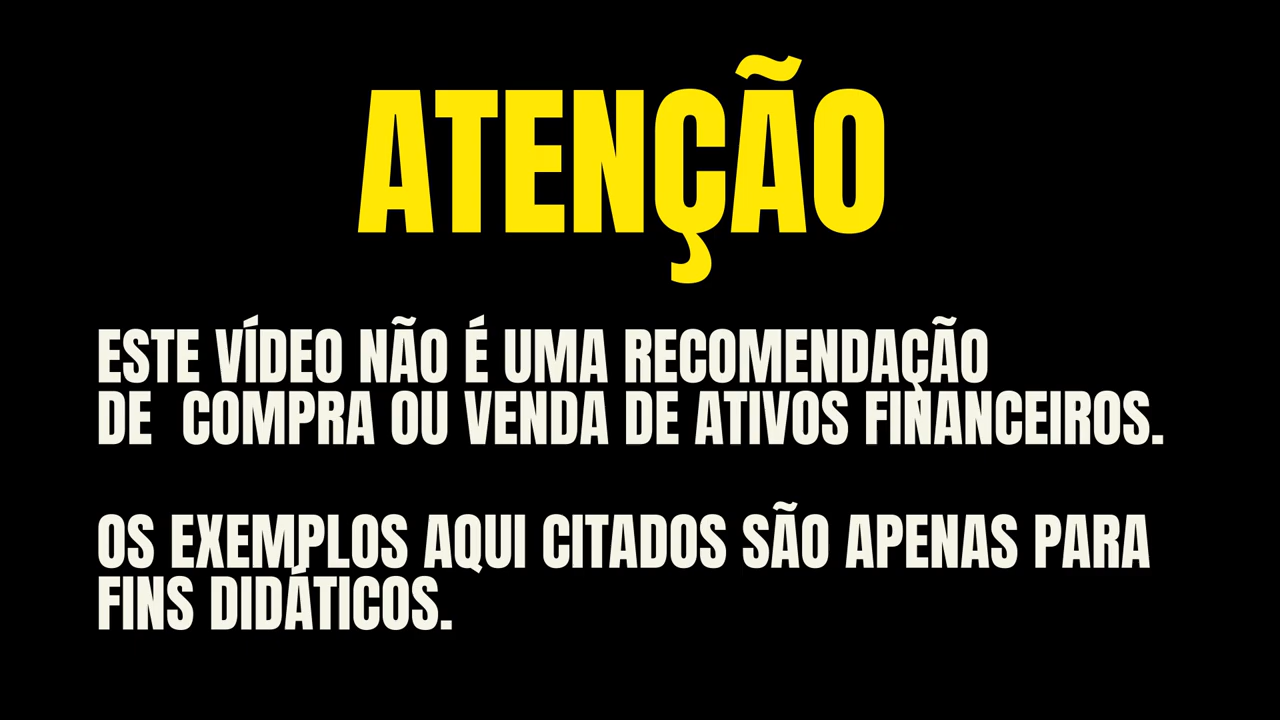 ATENÇÃO
ESTE VÍDEO NÃO É UMA RECOMENDAÇÃO
DE COMPRA OU VENDA DE ATIVOS FINANCEIROS.
OS EXEMPLOS AQUI CITADOS SÃO APENAS PARA
FINS DIDÁTICOS.